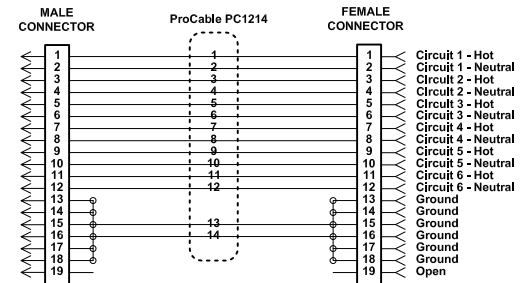 MALE
CONNECTOR
ProCable PC1214
FEMALE
CONNECTOR
1 1 1 Circuit 1 - Hot
2 2 2 Circuit 1 - Neutral
3 3 3 Circuit 2 - Hot
4 4 4 CIrcuIt 2 - Neutral
5 5 5 Circuit 3 - Hot
6 6 6 Circuit 3 - Neutral
7 7 7 Circuit 4 - Hot
8 8 8 Circuit 4 - Neutral
9 9 9 Circuit 5 - Hot
10 10 10 Circuit 5 - Neutral
11 11 11 Circuit 6 - Hot
12 12 12 Circuit 6 - Neutral
13 13 Ground
14 14 Ground
15 13 15 Ground
16 14 16 Ground
17 17 Ground
18 18 Ground
19 19 Open